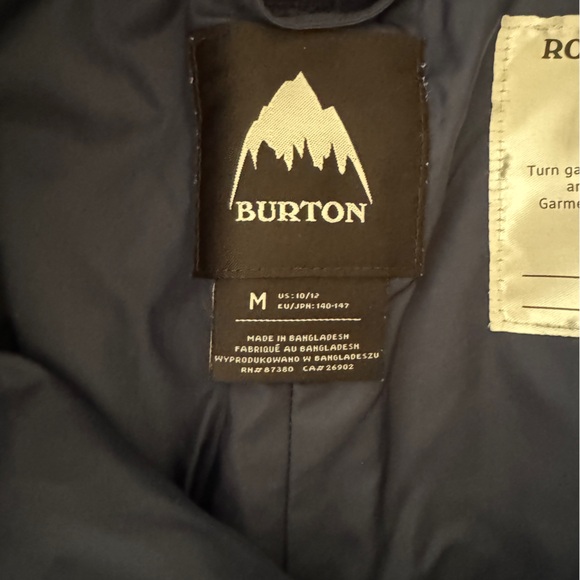 BURTON
M US: 10/12
EU/JPN: 140-147
MADE IN BANGLADESH
FABRIQUÉ AU BANGLADESH
WYPRODUKOWANO W BANGLADESZU
RN# 87380 CA# 26902
RO
Turn ga
ar
Garme